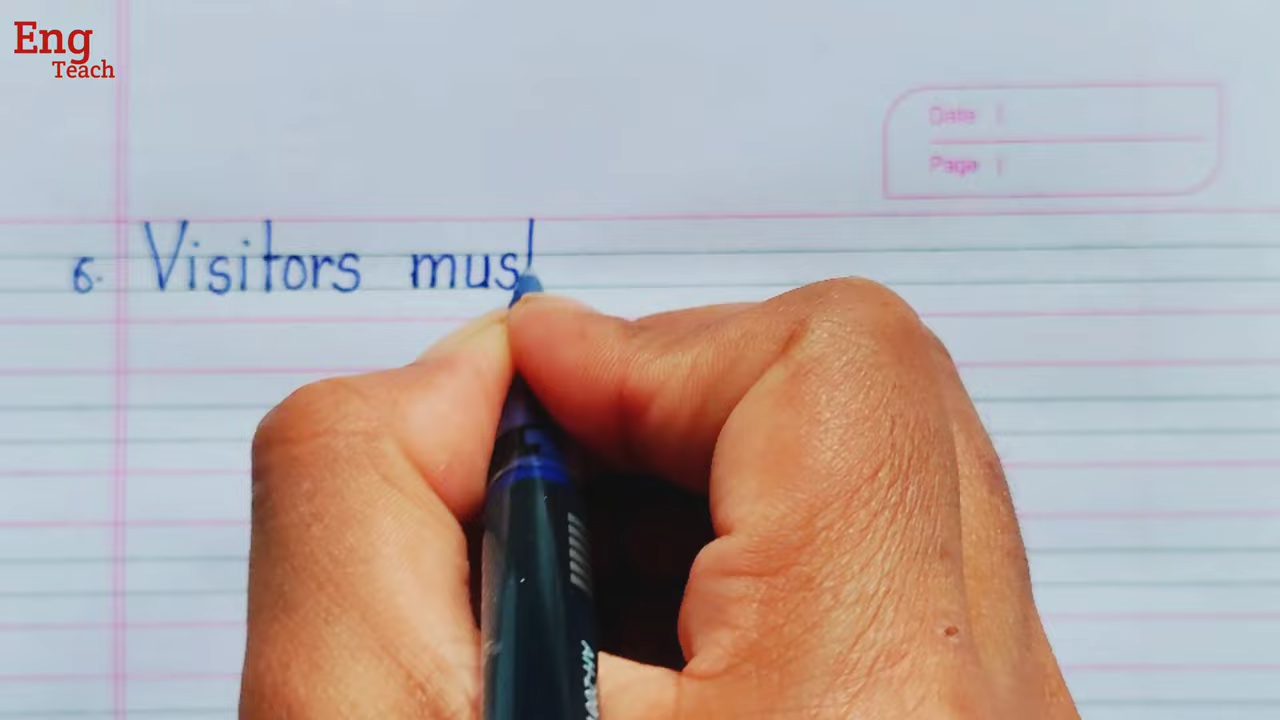 Eng
Teach
Date |
Page |
6. Visitors must